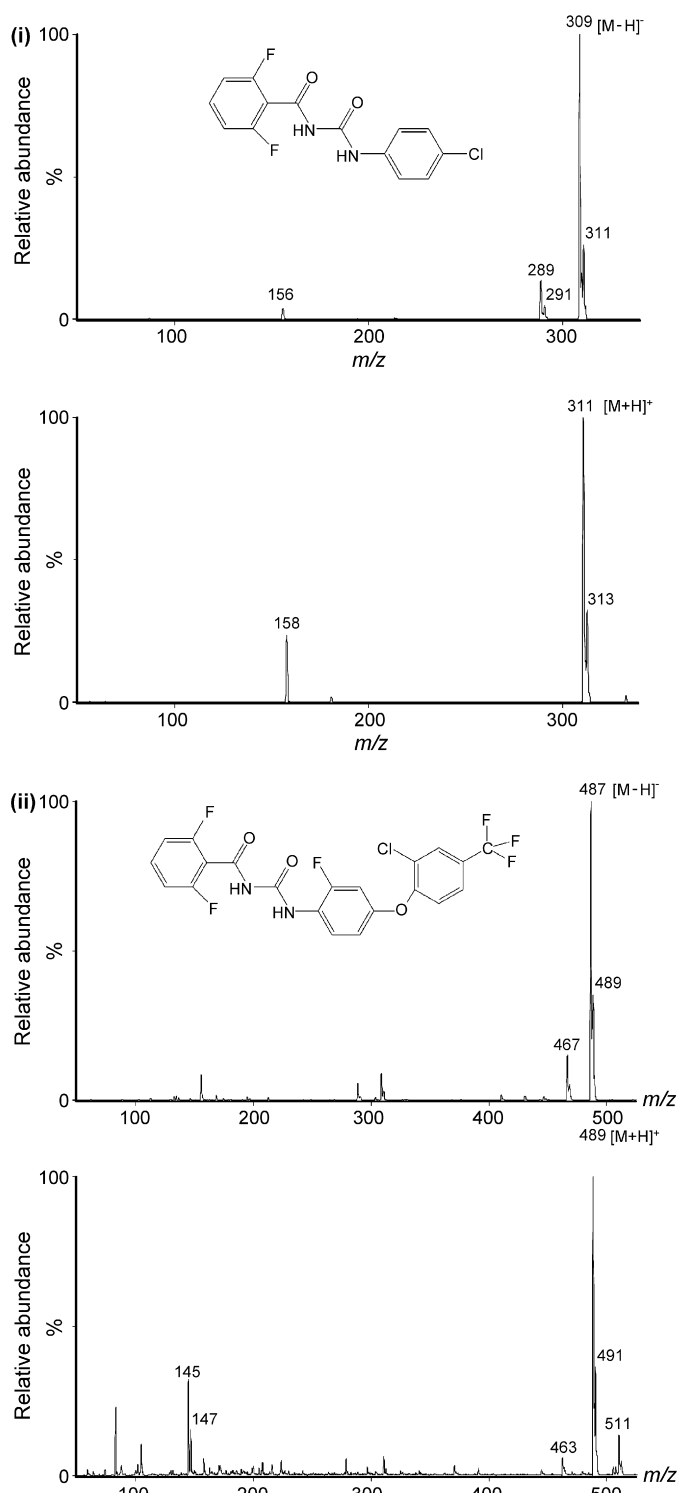 (i)
100
309 [M-H]-
F
O
O
HN
F
HN
Cl
Relative abundance
%
311
289
291
156
0
100 200 300
m/z
100
311 [M+H]+
Relative abundance
%
313
158
0
100 200 300
m/z
(ii)
100
487 [M-H]-
F
O
O
HN
F
HN
F
O
Cl
F
C
F
F
Relative abundance
%
489
467
0
100 200 300 400 500 m/z
489 [M+H]+
100
Relative abundance
%
145
147
491
463
511
0
m/z